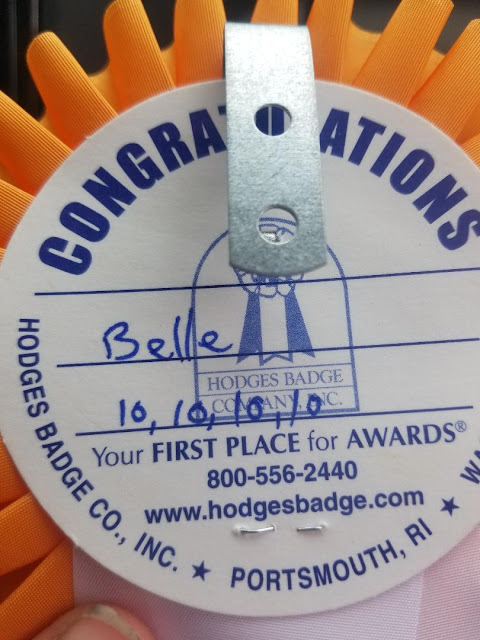 CONGRATULATIONS
Belle
HODGES BADGE
COMPANY, INC.
10, 10, 10, 10
Your FIRST PLACE for AWARDS®
800-556-2440
www.hodgesbadge.com
HODGES BADGE CO., INC. ★ PORTSMOUTH, RI ★